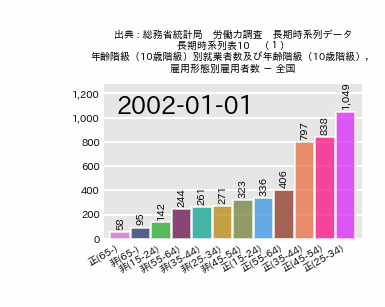 出典：総務省統計局　労働力調査　長期時系列データ
長期時系列表10　（１）
年齢階級（10歳階級）別就業者数及び年齢階級（10歳階級），
雇用形態別雇用者数 － 全国
2002-01-01
1,200
1,000
800
600
400
200
0
58
95
142
244
261
271
323
336
406
797
838
1,049
正(65-)
非(65-)
非(15-24)
非(55-64)
非(35-44)
非(25-34)
非(45-54)
正(15-24)
正(55-64)
正(35-44)
正(45-54)
正(25-34)